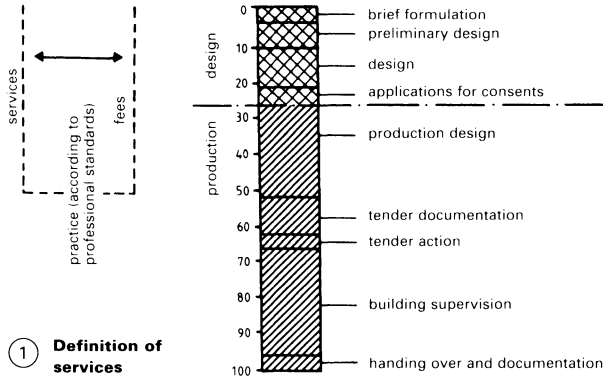 services
fees
practice (according to
professional standards)
design
production
0
10
20
30
40
50
60
70
80
90
100
brief formulation
preliminary design
design
applications for consents
production design
tender documentation
tender action
building supervision
handing over and documentation
1 Definition of
services